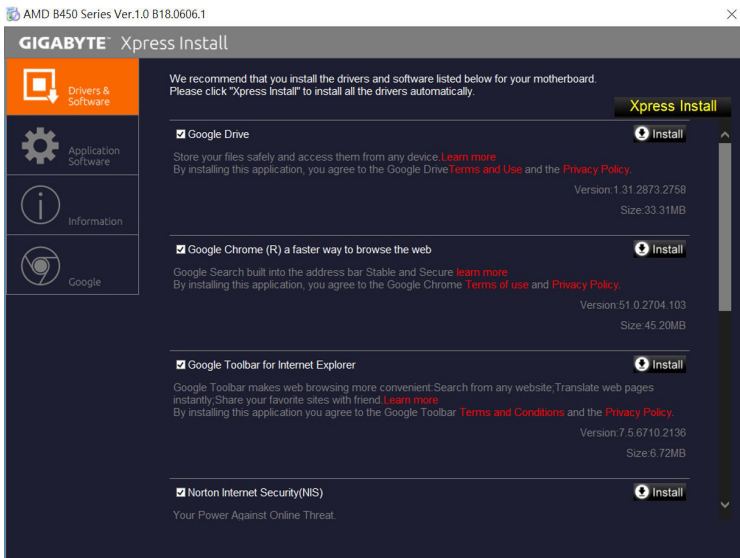 AMD B450 Series Ver.1.0 B18.0606.1
GIGABYTE™ Xpress Install
Drivers & Software
Application Software
Information
Google
We recommend that you install the drivers and software listed below for your motherboard.
Please click "Xpress Install" to install all the drivers automatically.
Xpress Install
Google Drive
Install
Store your files safely and access them from any device.Learn more
By installing this application, you agree to the Google DriveTerms and Use and the Privacy Policy.
Version:1.31.2873.2758
Size:33.31MB
Google Chrome (R) a faster way to browse the web
Install
Google Search built into the address bar Stable and Secure learn more
By installing this application, you agree to the Google Chrome Terms of use and Privacy Policy.
Version:51.0.2704.103
Size:45.20MB
Google Toolbar for Internet Explorer
Install
Google Toolbar makes web browsing more convenient:Search from any website;Translate web pages
instantly;Share your favorite sites with friend.Learn more
By installing this application you agree to the Google Toolbar Terms and Conditions and the Privacy Policy.
Version:7.5.6710.2136
Size:6.72MB
Norton Internet Security(NIS)
Install
Your Power Against Online Threat.